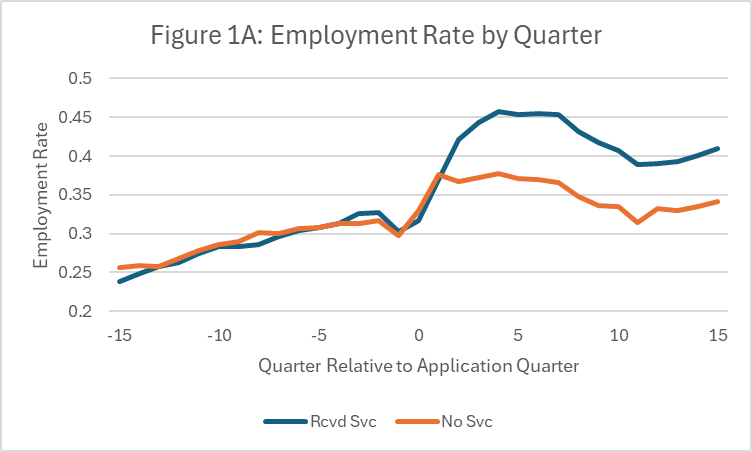 Figure 1A: Employment Rate by Quarter
0.5
0.45
0.4
0.35
0.3
0.25
0.2
Employment Rate
-15 -10 -5 0 5 10 15
Quarter Relative to Application Quarter
Rcvd Svc No Svc